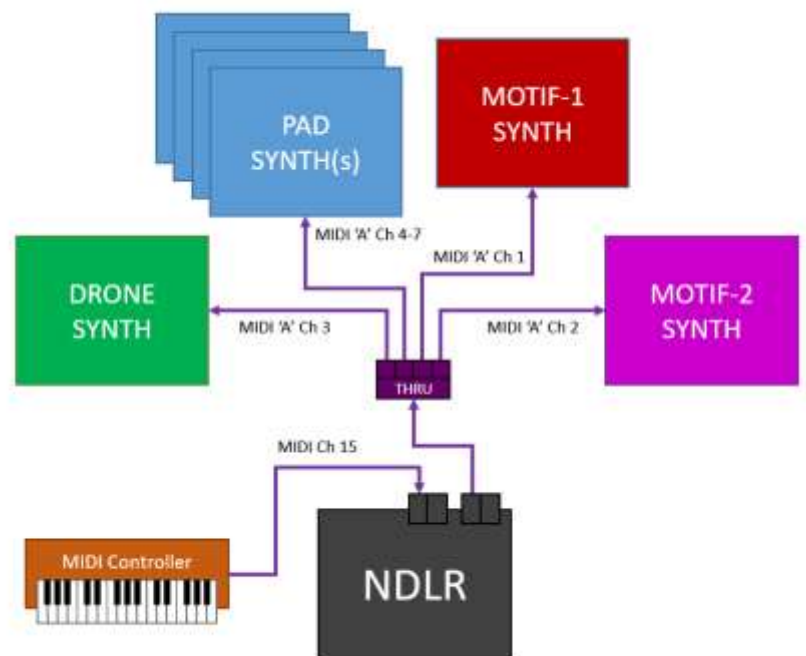 PAD
SYNTH(s)
MOTIF-1
SYNTH
MIDI 'A' Ch 4-7
MIDI 'A' Ch 1
DRONE
SYNTH
MOTIF-2
SYNTH
MIDI 'A' Ch 3
MIDI 'A' Ch 2
THRU
MIDI Ch 15
MIDI Controller
NDLR